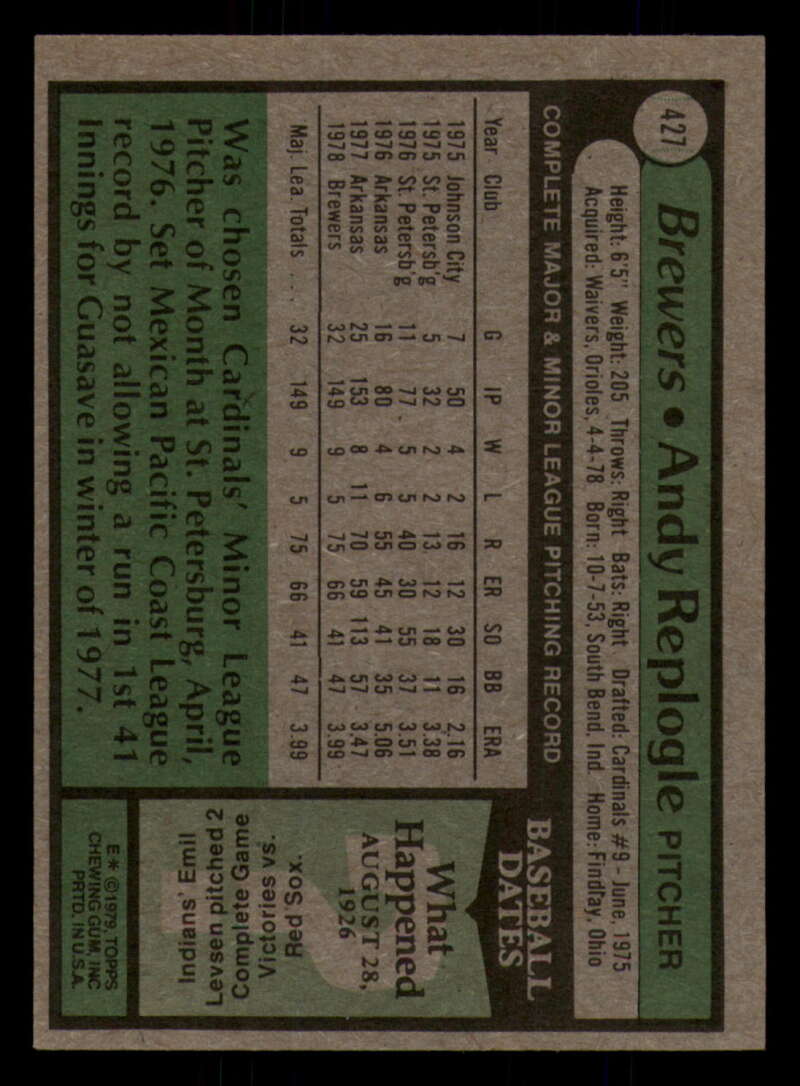 427
Brewers • Andy Replogle PITCHER
Height: 6'5" Weight: 205 Throws: Right Bats: Right Drafted: Cardinals #9 - June, 1975
Acquired: Waivers, Orioles, 4-4-78 Born: 10-7-53, South Bend, Ind. Home: Findlay, Ohio
COMPLETE MAJOR & MINOR LEAGUE PITCHING RECORD
Year Club G IP W L R ER SO BB ERA
1975 Johnson City 7 50 4 2 16 12 30 16 2.16
1975 St. Petersb'g 5 32 2 2 13 12 18 11 3.38
1976 St. Petersb'g 11 77 5 5 40 30 55 37 3.51
1976 Arkansas 16 80 4 6 55 45 41 35 5.06
1977 Arkansas 25 153 8 11 70 59 113 57 3.47
1978 Brewers 32 149 9 5 75 66 41 47 3.99
Maj. Lea. Totals . . . 32 149 9 5 75 66 41 47 3.99
Was chosen Cardinals' Minor League
Pitcher of Month at St. Petersburg, April,
1976. Set Mexican Pacific Coast League
record by not allowing a run in 1st 41
Innings for Guasave in winter of 1977.
BASEBALL
DATES
What
Happened
AUGUST 28,
1926
Indians' Emil
Levsen pitched 2
Complete Game
Victories vs.
Red Sox.
E* © 1979, TOPPS
CHEWING GUM, INC
PRTD. IN U.S.A.